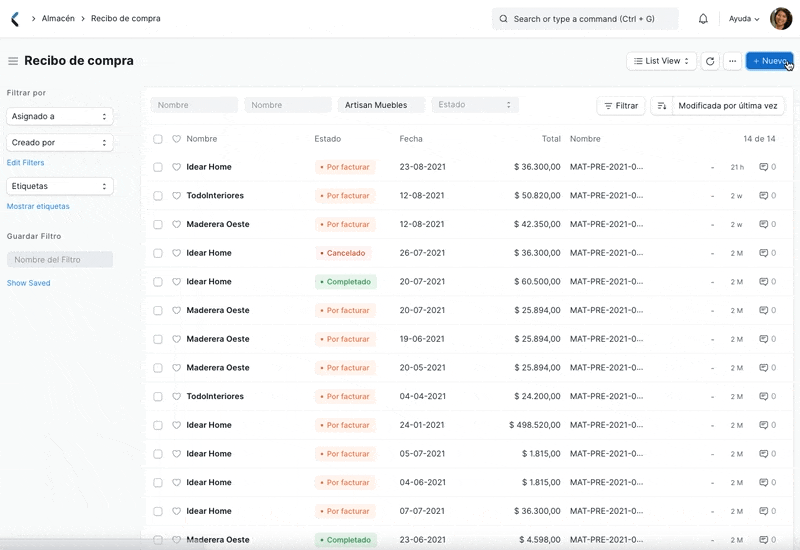 Almacén
Recibo de compra
Search or type a command (Ctrl + G)
Ayuda
Recibo de compra
List View
+ Nuevo
Filtrar por
Asignado a
Creado por
Edit Filters
Etiquetas
Mostrar etiquetas
Guardar Filtro
Nombre del Filtro
Show Saved
Nombre
Nombre
Artisan Muebles
Estado
Filtrar
Modificada por última vez
Nombre Estado Fecha Total Nombre 14 de 14
Idear Home Por facturar 23-08-2021 $ 36.300,00 MAT-PRE-2021-0... - 21 h 0
TodoInteriores Por facturar 12-08-2021 $ 50.820,00 MAT-PRE-2021-0... - 2 w 0
Maderera Oeste Por facturar 12-08-2021 $ 42.350,00 MAT-PRE-2021-0... - 2 w 0
Idear Home Cancelado 26-07-2021 $ 36.300,00 MAT-PRE-2021-0... - 2 M 0
Idear Home Completado 20-07-2021 $ 60.500,00 MAT-PRE-2021-0... - 2 M 0
Maderera Oeste Por facturar 20-07-2021 $ 25.894,00 MAT-PRE-2021-0... - 2 M 0
Maderera Oeste Por facturar 19-06-2021 $ 25.894,00 MAT-PRE-2021-0... - 2 M 0
Maderera Oeste Por facturar 20-05-2021 $ 25.894,00 MAT-PRE-2021-0... - 2 M 0
TodoInteriores Por facturar 04-04-2021 $ 24.200,00 MAT-PRE-2021-0... - 2 M 0
Idear Home Por facturar 24-01-2021 $ 498.520,00 MAT-PRE-2021-0... - 2 M 0
Idear Home Por facturar 05-07-2021 $ 1.815,00 MAT-PRE-2021-0... - 2 M 0
Idear Home Por facturar 04-06-2021 $ 1.815,00 MAT-PRE-2021-0... - 2 M 0
Idear Home Por facturar 07-07-2021 $ 36.300,00 MAT-PRE-2021-0... - 2 M 0
Maderera Oeste Completado 23-06-2021 $ 4.598,00 MAT-PRE-2021-0... - 2 M 0